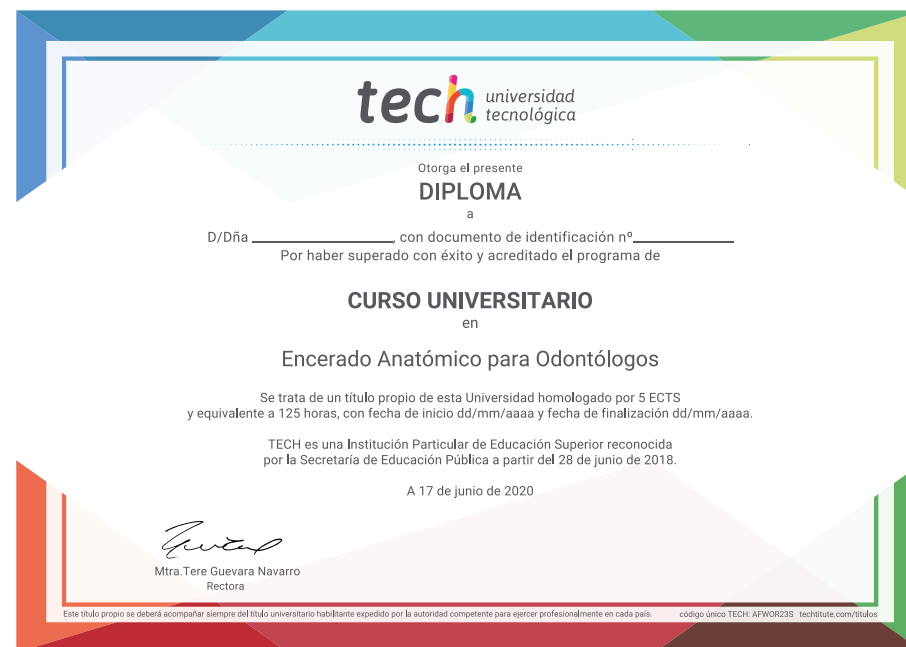 tech universidad
tecnológica
Otorga el presente
DIPLOMA
a
D/Dña ____________________, con documento de identificación nº______________
Por haber superado con éxito y acreditado el programa de
CURSO UNIVERSITARIO
en
Encerado Anatómico para Odontólogos
Se trata de un título propio de esta Universidad homologado por 5 ECTS
y equivalente a 125 horas, con fecha de inicio dd/mm/aaaa y fecha de finalización dd/mm/aaaa.
TECH es una Institución Particular de Educación Superior reconocida
por la Secretaría de Educación Pública a partir del 28 de junio de 2018.
A 17 de junio de 2020
Mtra.Tere Guevara Navarro
Rectora
Este título propio se deberá acompañar siempre del título universitario habilitante expedido por la autoridad competente para ejercer profesionalmente en cada país. código único TECH: AFWOR23S techtitute.com/titulos